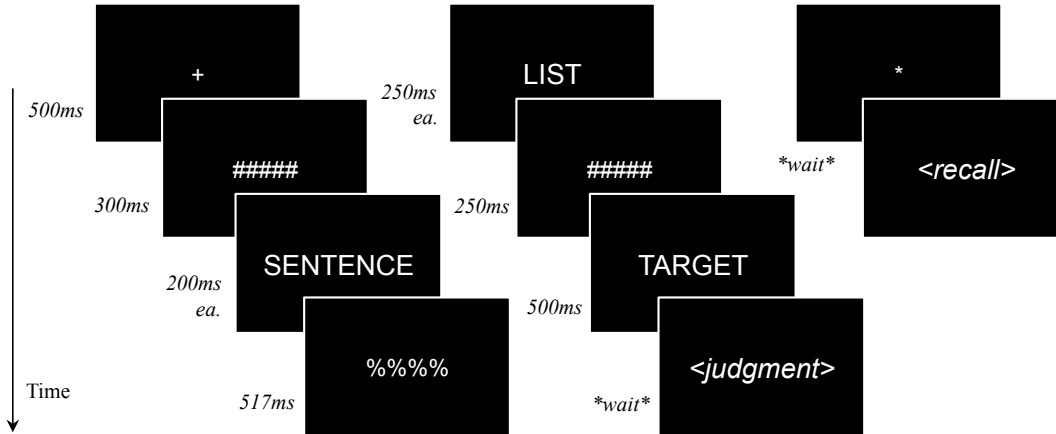 +
500ms
#####
300ms
SENTENCE
200ms
ea.
%%%%
517ms
LIST
250ms
ea.
#####
250ms
TARGET
500ms
<judgment>
*wait*
*
*wait*
<recall>
Time